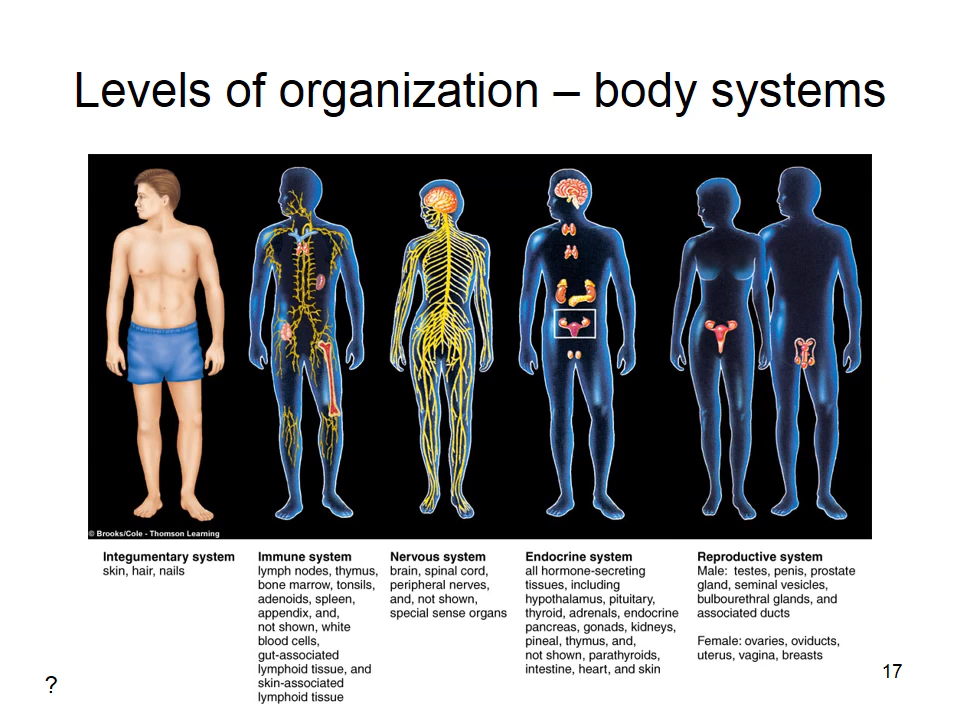 Levels of organization – body systems
© Brooks/Cole - Thomson Learning
Integumentary system
skin, hair, nails
Immune system
lymph nodes, thymus,
bone marrow, tonsils,
adenoids, spleen,
appendix, and,
not shown, white
blood cells,
gut-associated
lymphoid tissue, and
skin-associated
lymphoid tissue
Nervous system
brain, spinal cord,
peripheral nerves,
and, not shown,
special sense organs
Endocrine system
all hormone-secreting
tissues, including
hypothalamus, pituitary,
thyroid, adrenals, endocrine
pancreas, gonads, kidneys,
pineal, thymus, and,
not shown, parathyroids,
intestine, heart, and skin
Reproductive system
Male: testes, penis, prostate
gland, seminal vesicles,
bulbourethral glands, and
associated ducts
Female: ovaries, oviducts,
uterus, vagina, breasts
?
17